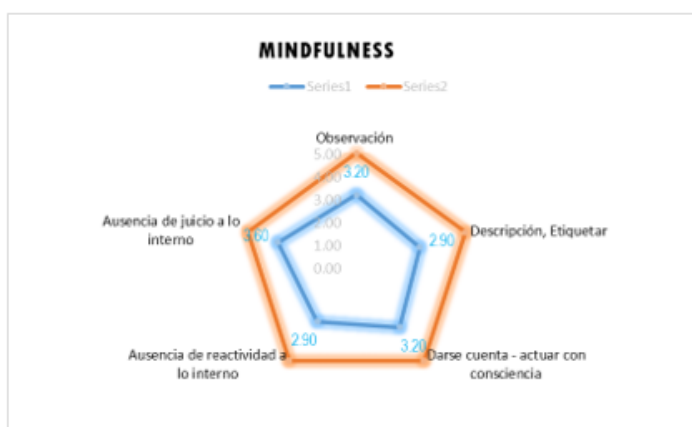 MINDFULNESS
Series1 Series2
Observación
5.00
4.00
3.20
3.00
2.00
1.00
0.00
Ausencia de juicio a lo
interno
3.60
2.90
Descripción, Etiquetar
2.90
3.20
Ausencia de reactividad a
lo interno
Darse cuenta - actuar con
consciencia